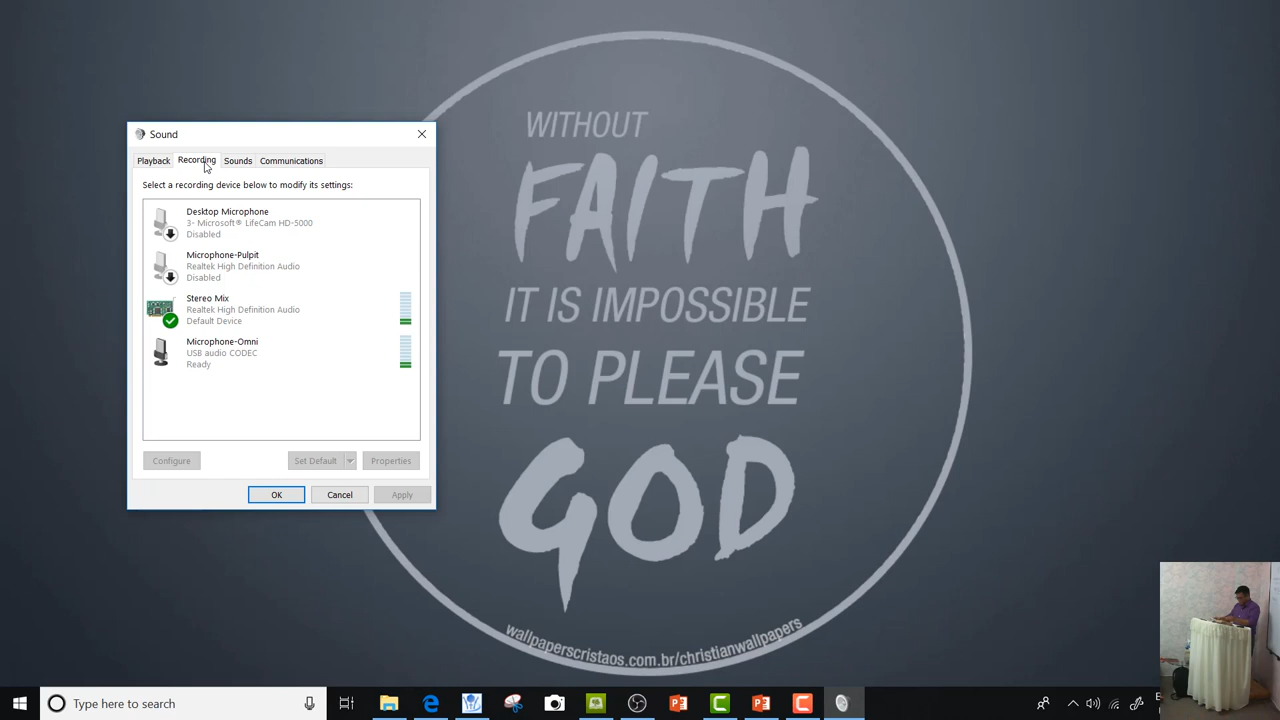 WITHOUT
FAITH
IT IS IMPOSSIBLE
TO PLEASE
GOD
wallpaperscristaos.com.br/christianwallpapers
Sound
Playback Recording Sounds Communications
Select a recording device below to modify its settings:
Desktop Microphone
3- Microsoft® LifeCam HD-5000
Disabled
Microphone-Pulpit
Realtek High Definition Audio
Disabled
Stereo Mix
Realtek High Definition Audio
Default Device
Microphone-Omni
USB audio CODEC
Ready
Configure Set Default Properties
OK Cancel Apply
Type here to search